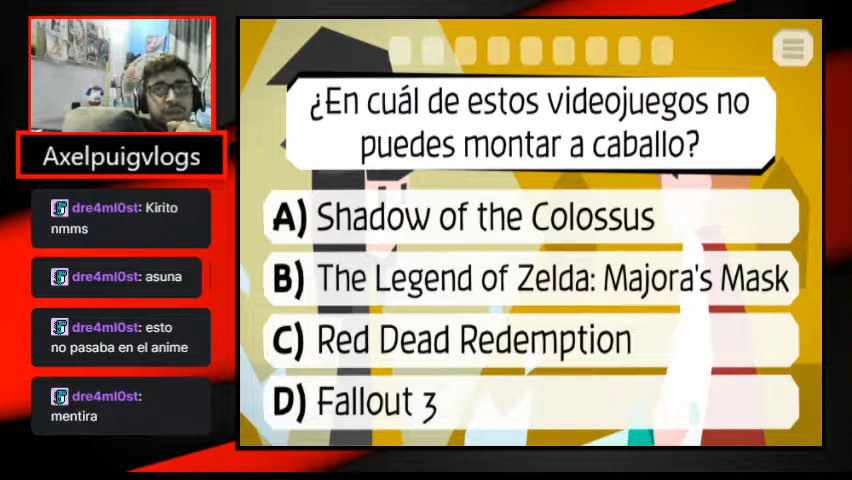 Axelpuigvlogs
dre4ml0st: Kirito
nmms
dre4ml0st: asuna
dre4ml0st: esto
no pasaba en el anime
dre4ml0st:
mentira
¿En cuál de estos videojuegos no
puedes montar a caballo?
A) Shadow of the Colossus
B) The Legend of Zelda: Majora's Mask
C) Red Dead Redemption
D) Fallout 3